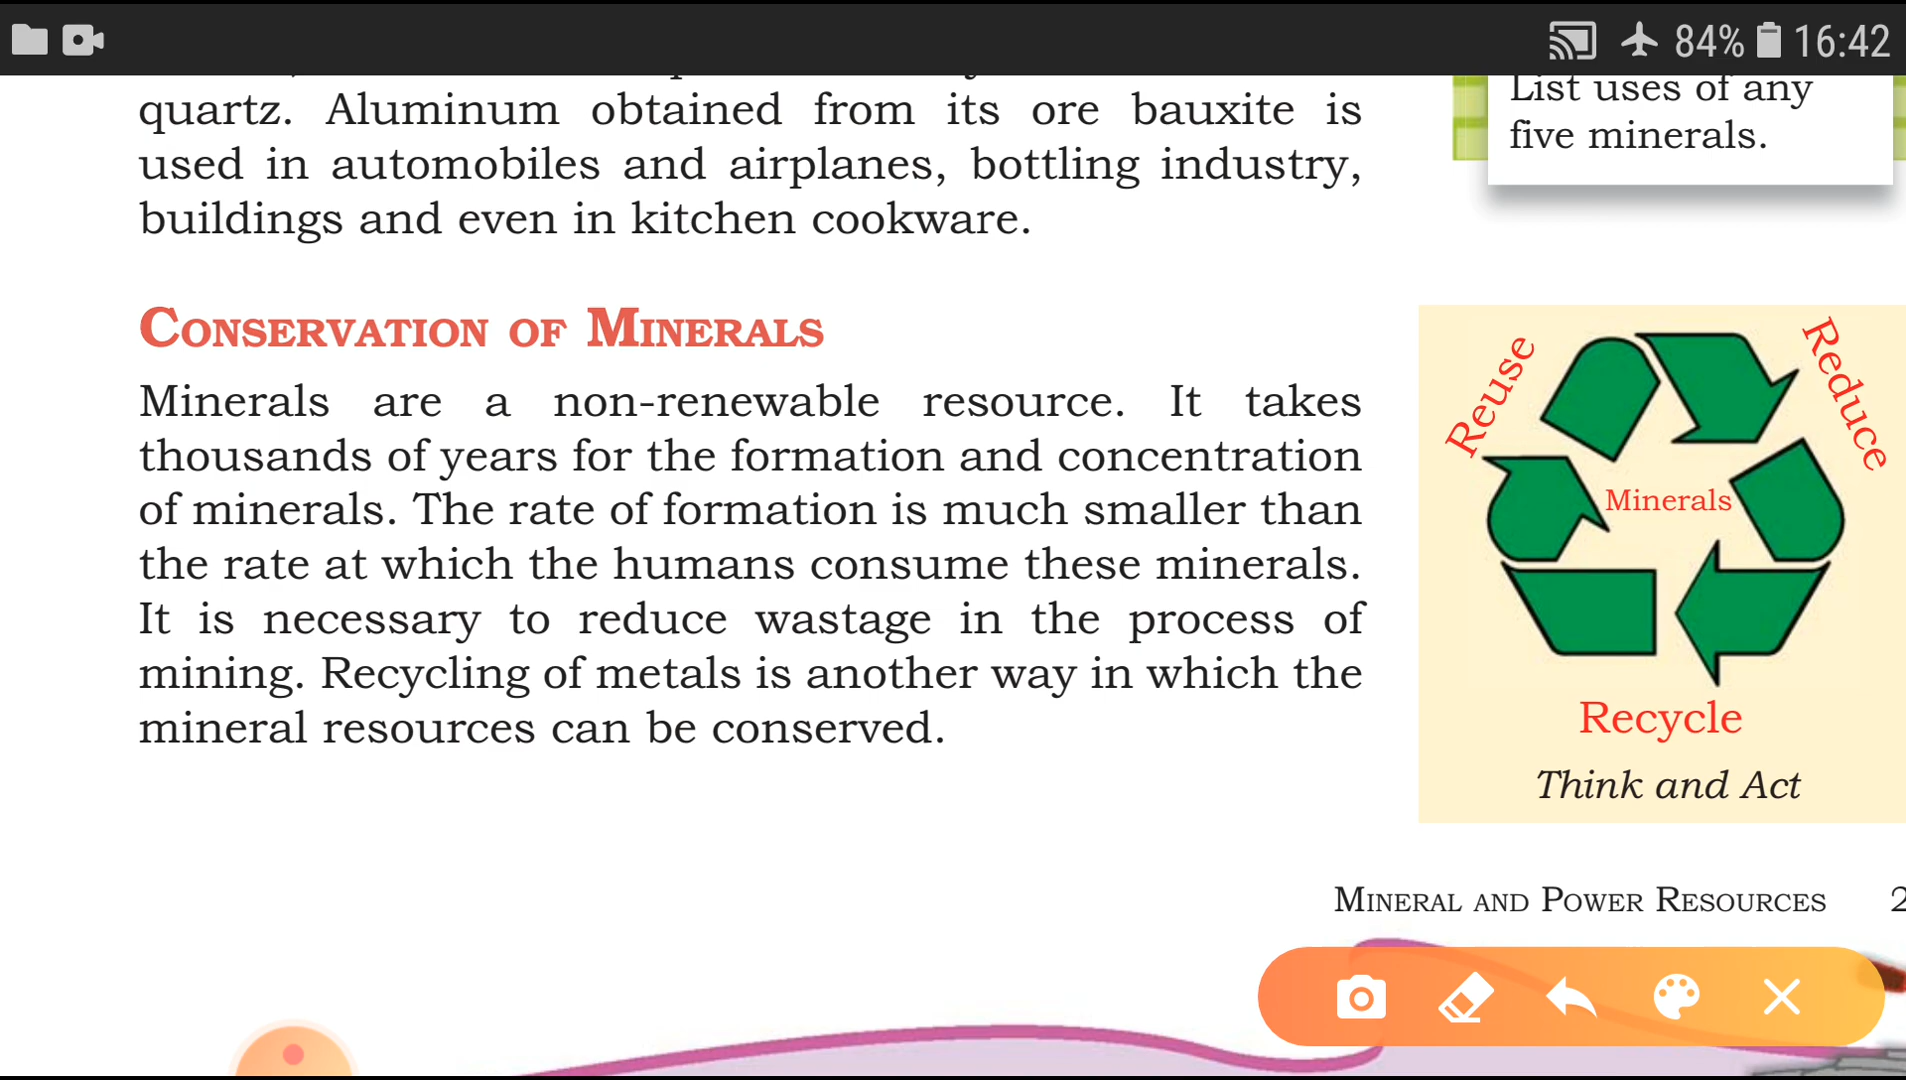 84% 16:42
quartz. Aluminum obtained from its ore bauxite is
used in automobiles and airplanes, bottling industry,
buildings and even in kitchen cookware.
List uses of any
five minerals.
CONSERVATION OF MINERALS
Minerals are a non-renewable resource. It takes
thousands of years for the formation and concentration
of minerals. The rate of formation is much smaller than
the rate at which the humans consume these minerals.
It is necessary to reduce wastage in the process of
mining. Recycling of metals is another way in which the
mineral resources can be conserved.
Reuse
Reduce
Minerals
Recycle
Think and Act
MINERAL AND POWER RESOURCES